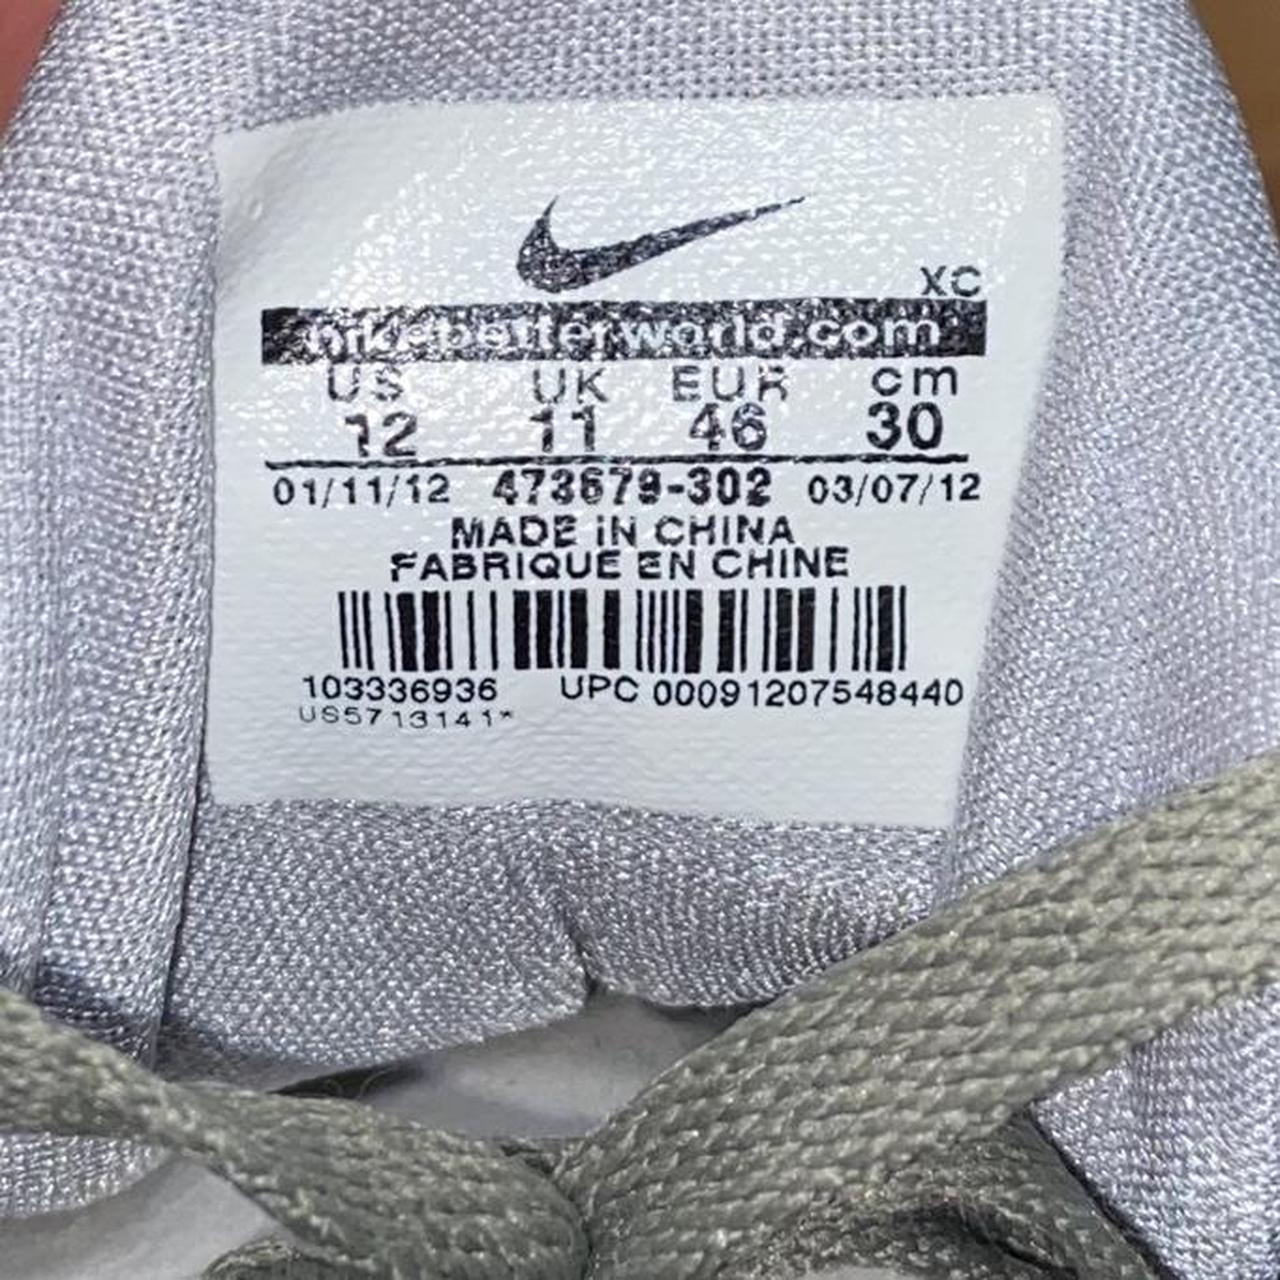 XC
nikebetterworld.com
US UK EUR cm
12 11 46 30
01/11/12 473679-302 03/07/12
MADE IN CHINA
FABRIQUE EN CHINE
103336936 UPC 00091207548440
US5713141*